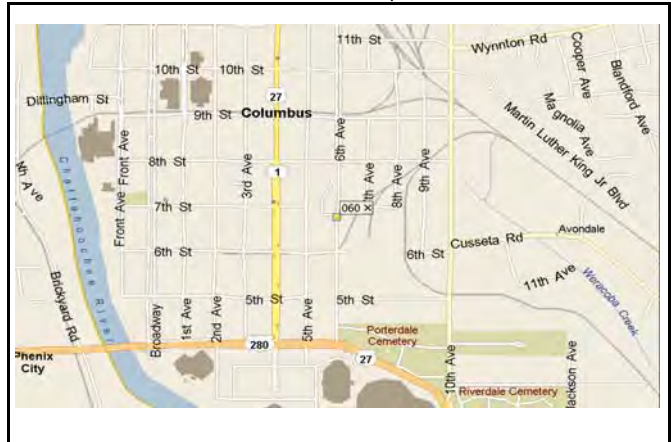 11th St
Wynnton Rd
Cooper Ave
Blandford Ave
10th St 10th St
Dillingham St
27
9th St
Columbus
Magnolia Ave
Martin Luther King Jr Blvd
Chattahoochee River
Front Ave
8th St
3rd Ave
6th Ave
8th Ave
9th Ave
1
Front Ave
7th St
060 X
Avondale
6th St
6th St
Cusseta Rd
11th Ave
Weracoba Creek
Brickyard Rd
5th St
5th St
Broadway
1st Ave
2nd Ave
5th Ave
Porterdale
Cemetery
280
27
Phenix
City
10th Ave
Riverdale Cemetery